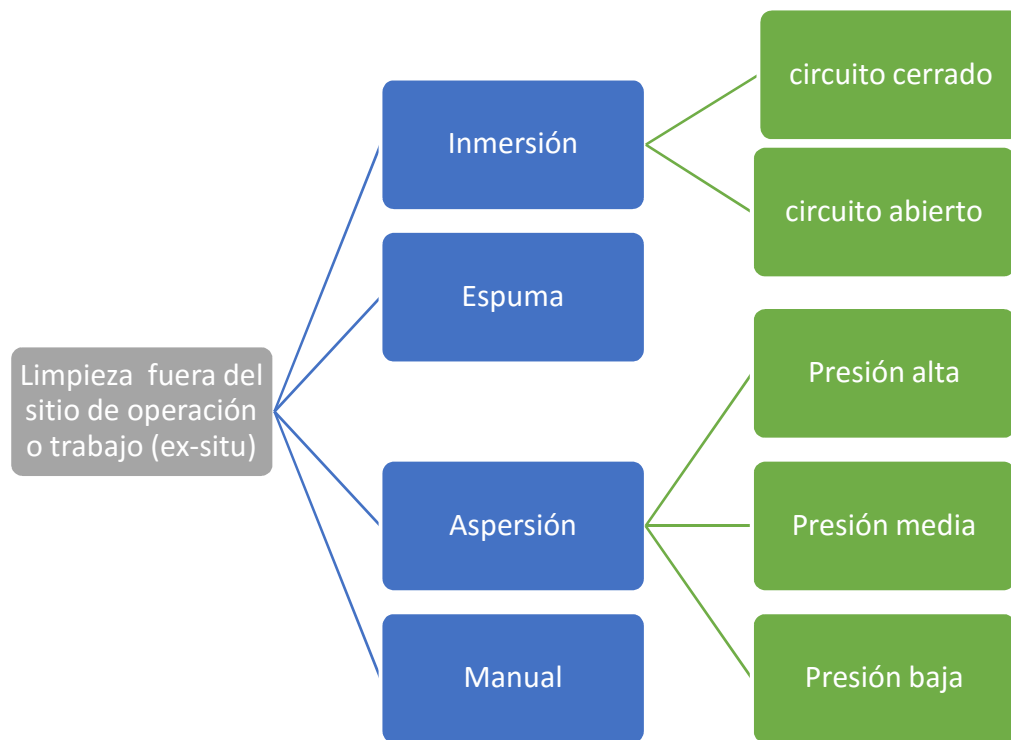 Limpieza fuera del
sitio de operación
o trabajo (ex-situ)
Inmersión
circuito cerrado
circuito abierto
Espuma
Aspersión
Presión alta
Presión media
Presión baja
Manual